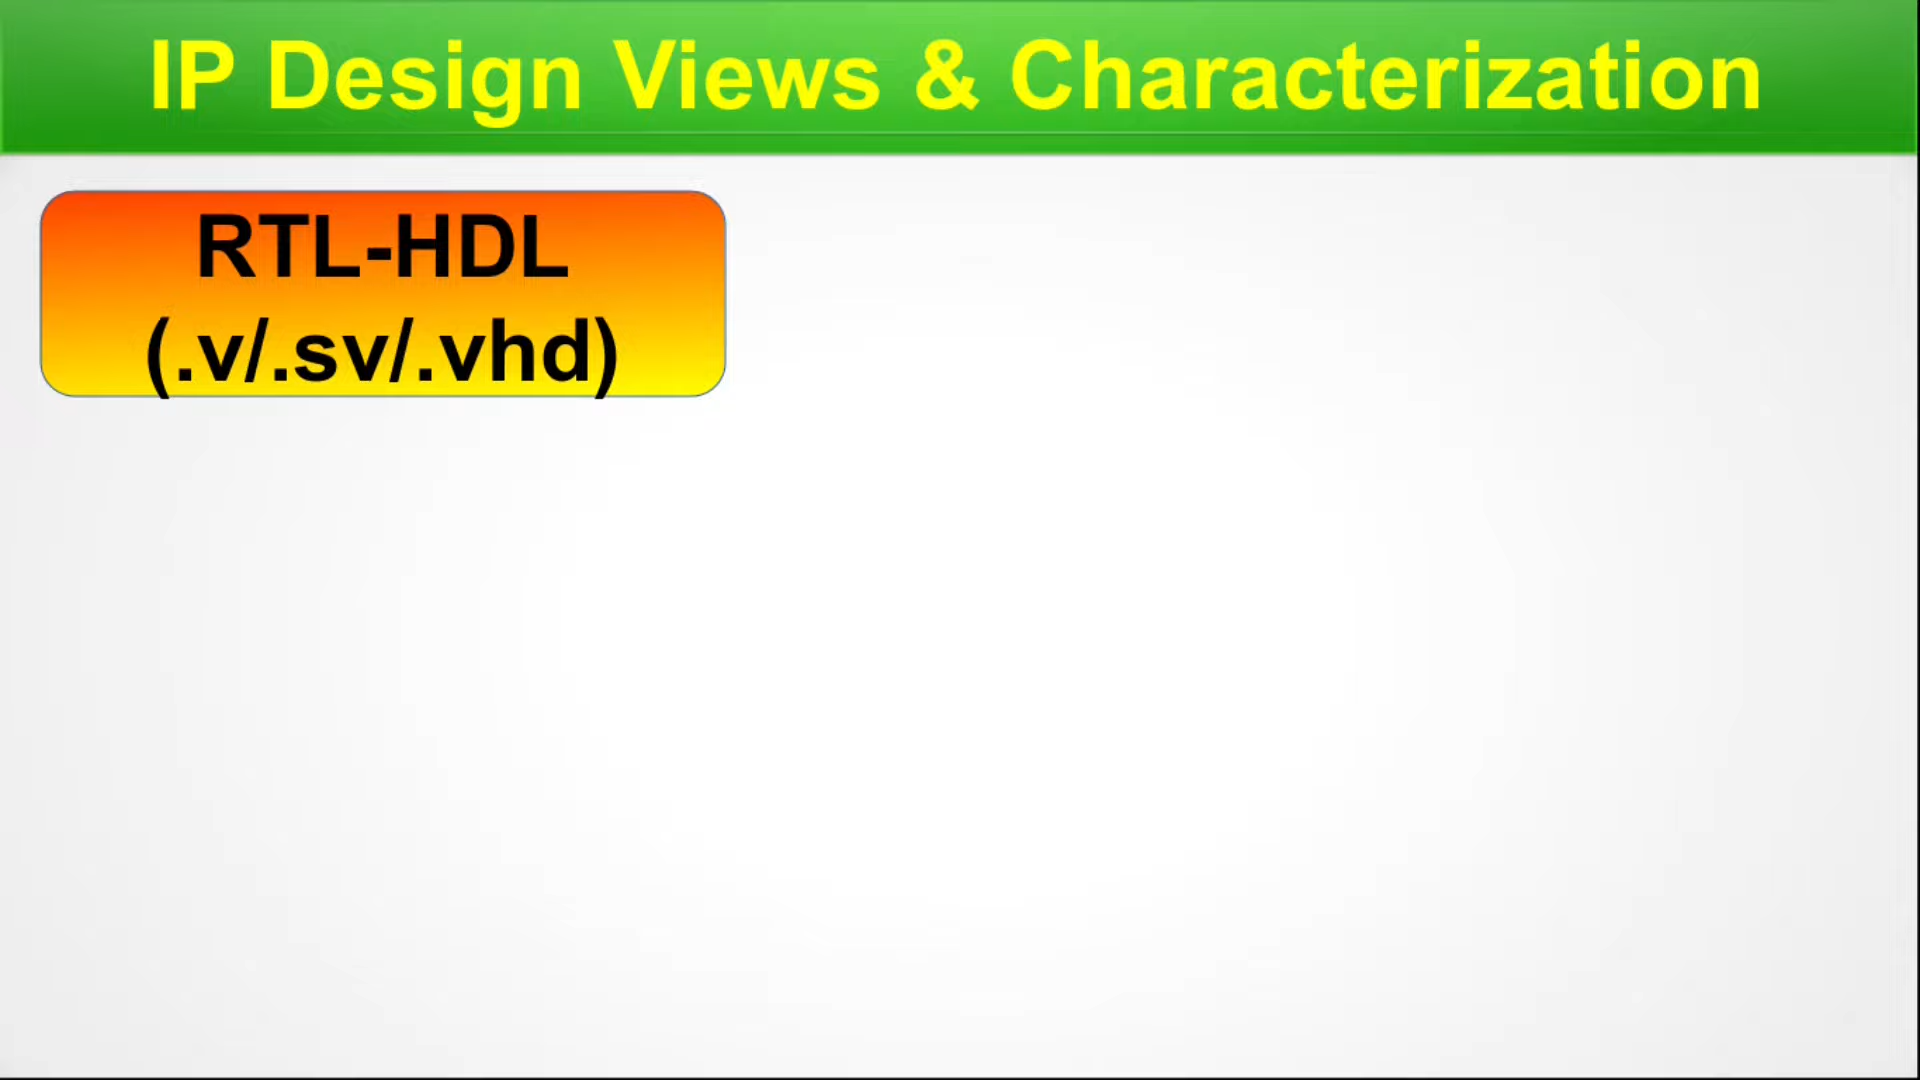 IP Design Views & Characterization
RTL-HDL
(.v/.sv/.vhd)